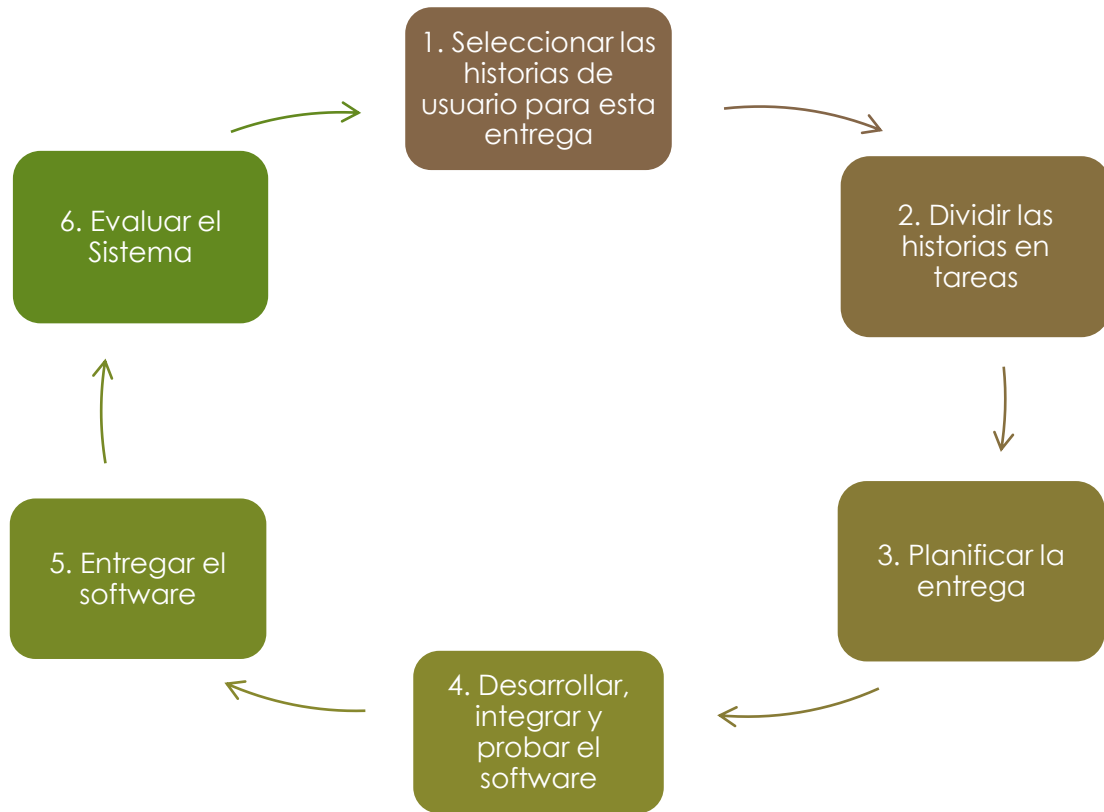 1. Seleccionar las
historias de
usuario para esta
entrega
2. Dividir las
historias en
tareas
3. Planificar la
entrega
4. Desarrollar,
integrar y
probar el
software
5. Entregar el
software
6. Evaluar el
Sistema